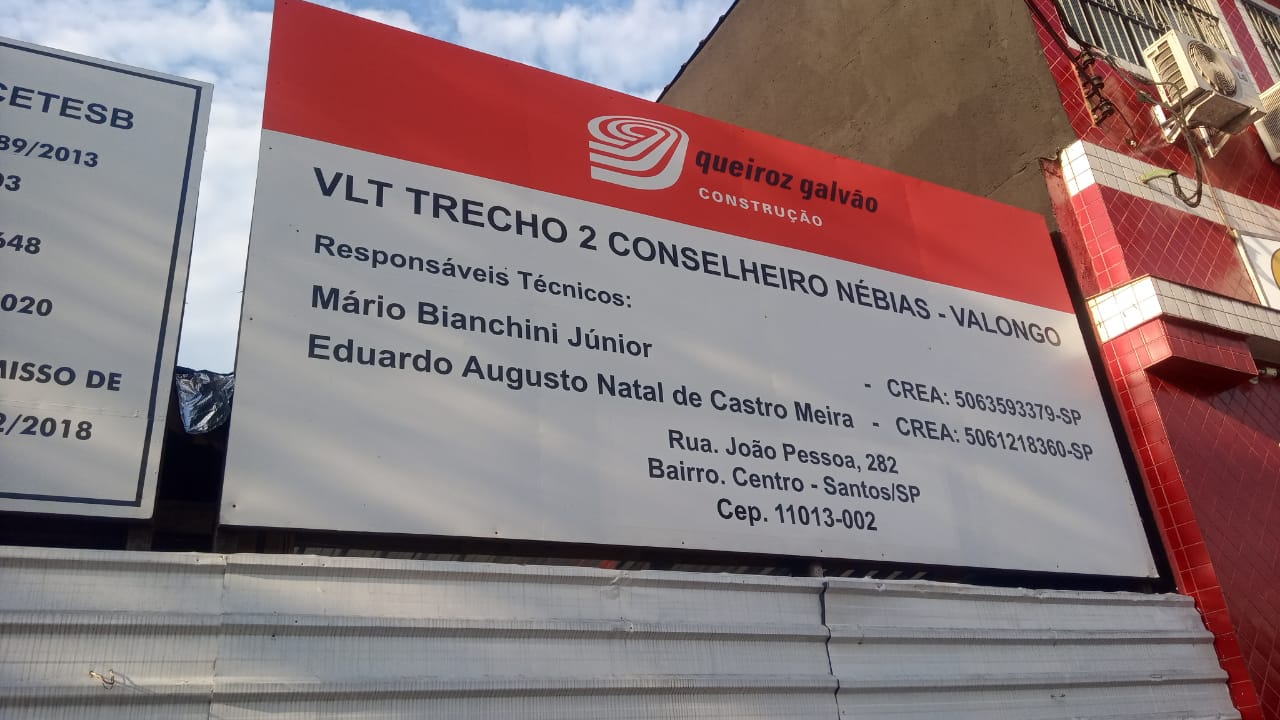 CETESB
89/2013
93
648
020
MISSO DE
2/2018
queiroz galvão
CONSTRUÇÃO
VLT TRECHO 2 CONSELHEIRO NÉBIAS - VALONGO
Responsáveis Técnicos:
Mário Bianchini Júnior - CREA: 5063593379-SP
Eduardo Augusto Natal de Castro Meira - CREA: 5061218360-SP
Rua. João Pessoa, 282
Bairro. Centro - Santos/SP
Cep. 11013-002